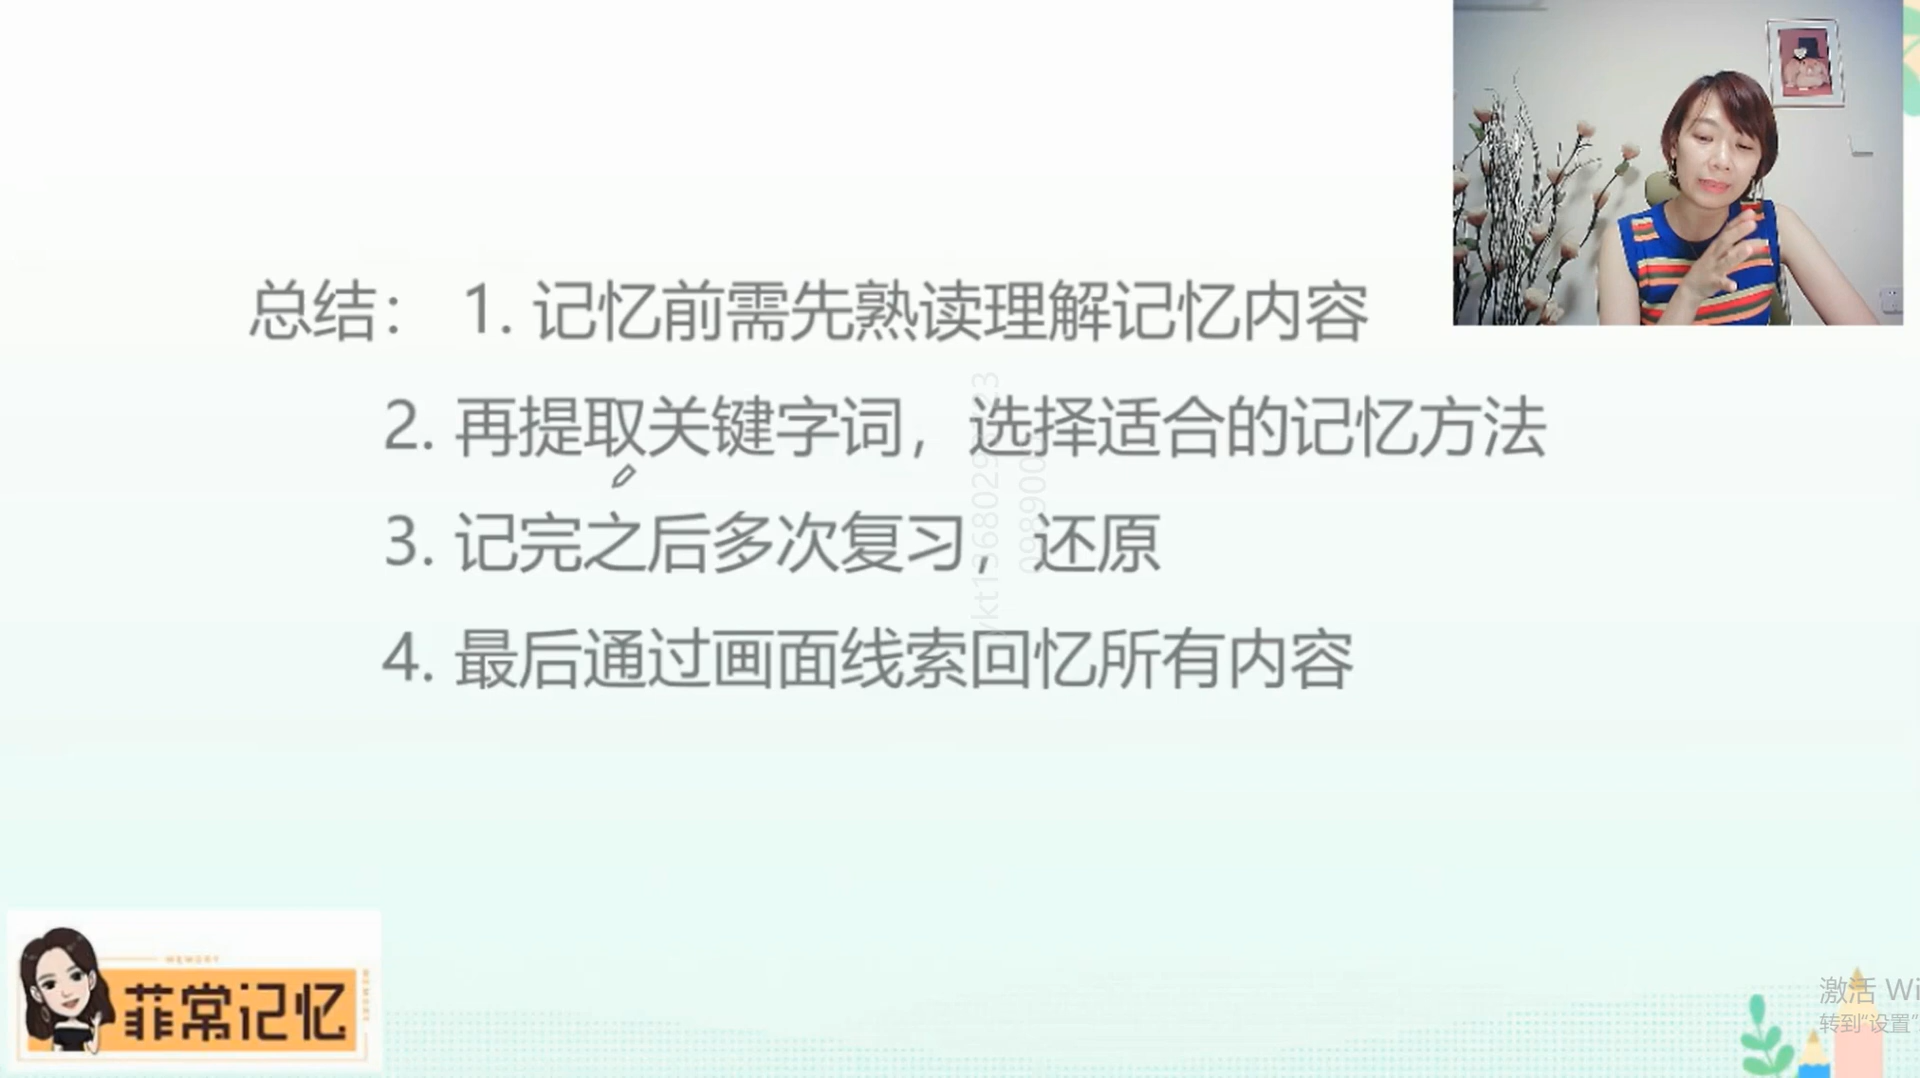 总结： 1. 记忆前需先熟读理解记忆内容
2. 再提取关键字词，选择适合的记忆方法
3. 记完之后多次复习，还原
4. 最后通过画面线索回忆所有内容
MEMORY
菲常记忆
激活 Wi
转到“设置”